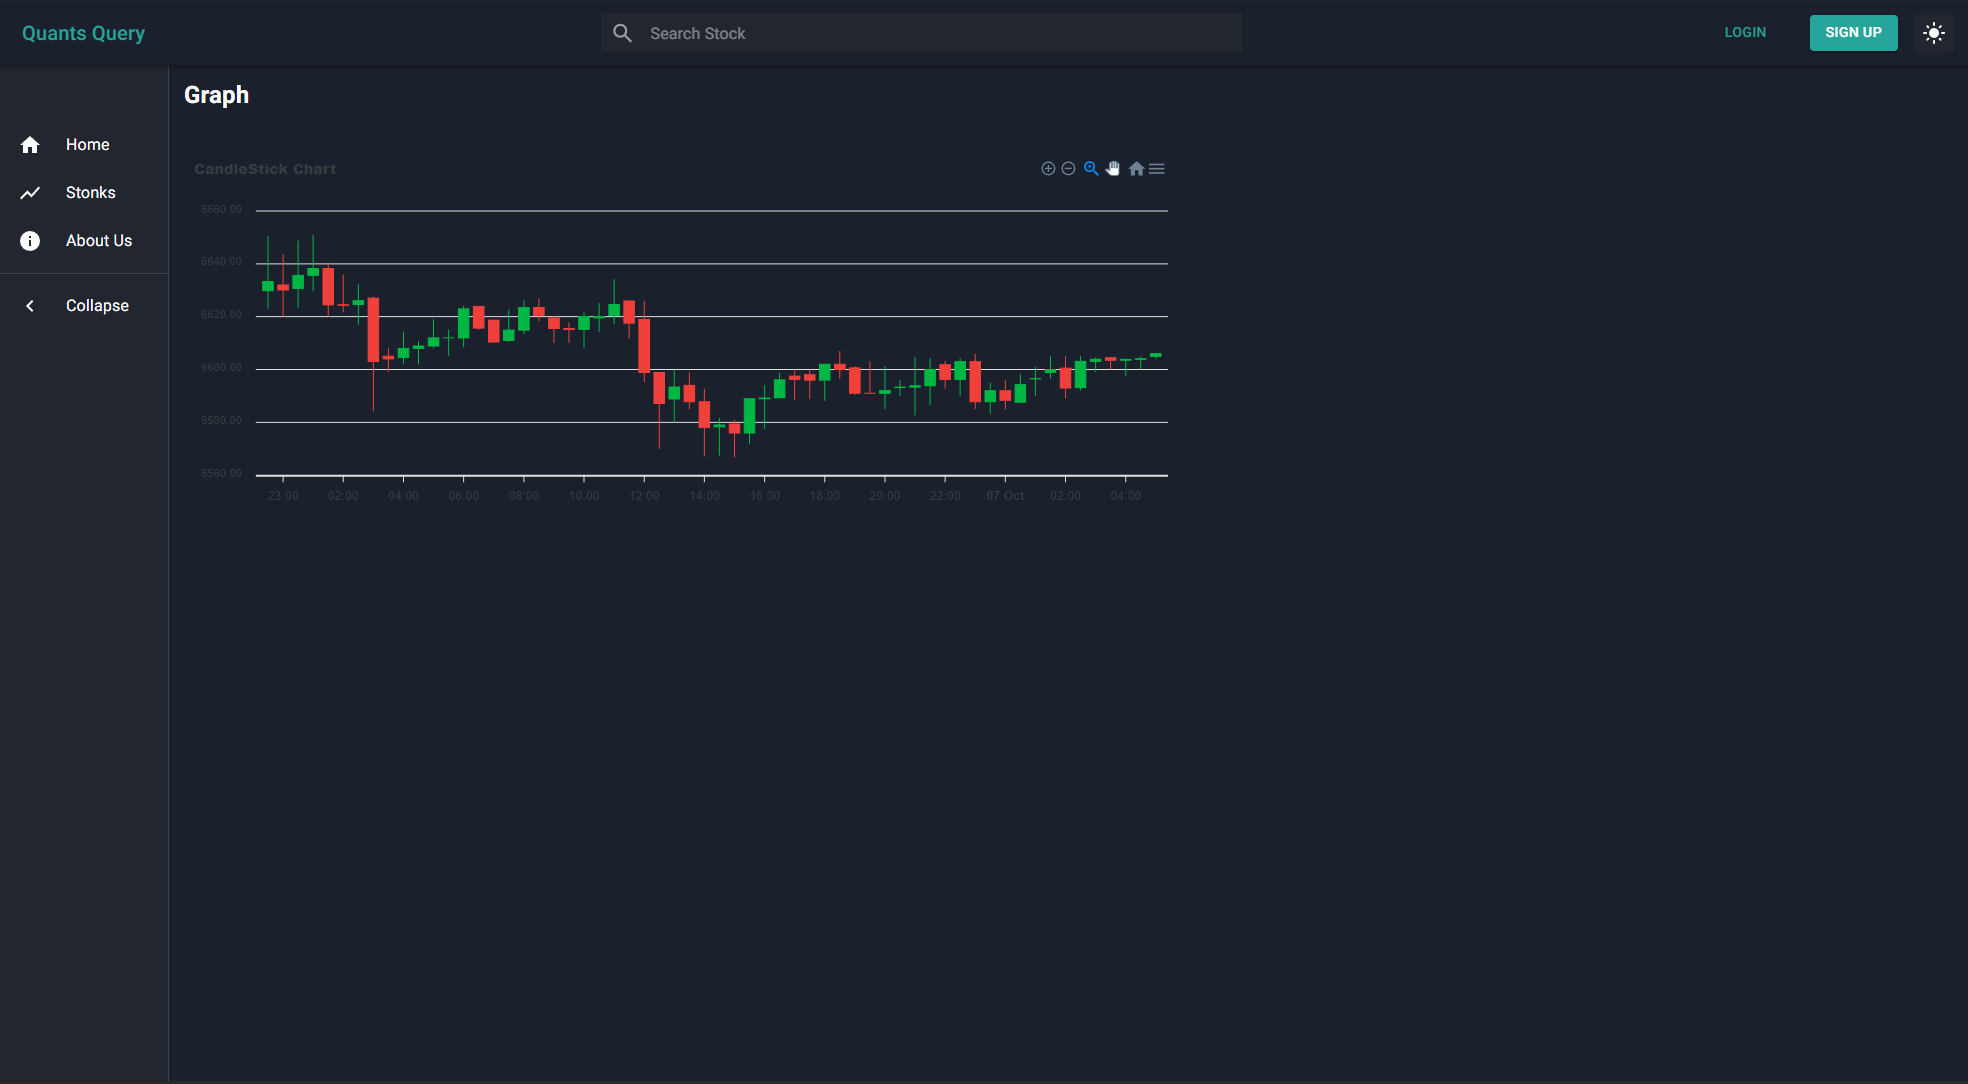 Quants Query
Search Stock
LOGIN
SIGN UP
Graph
Home
Stonks
About Us
Collapse
CandleStick Chart
6660.00
6640.00
6620.00
6600.00
6580.00
6560.00
23:00 02:00 04:00 06:00 08:00 10:00 12:00 14:00 16:00 18:00 20:00 22:00 07 Oct 02:00 04:00